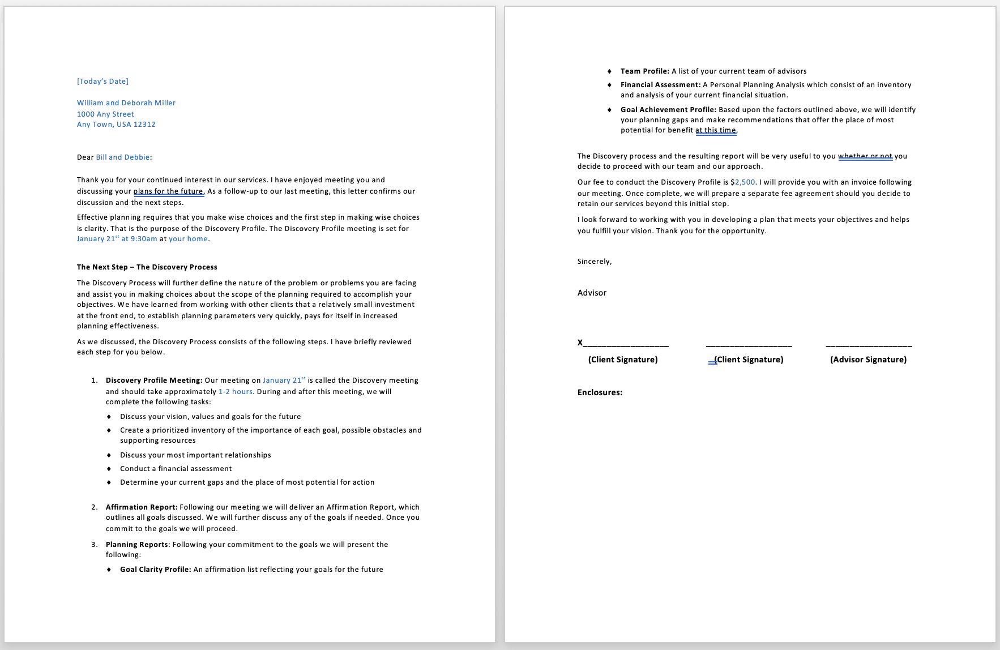 [Today's Date]
William and Deborah Miller
1000 Any Street
Any Town, USA 12312
Dear Bill and Debbie:
Thank you for your continued interest in our services. I have enjoyed meeting you and
discussing your plans for the future. As a follow-up to our last meeting, this letter confirms our
discussion and the next steps.
Effective planning requires that you make wise choices and the first step in making wise choices
is clarity. That is the purpose of the Discovery Profile. The Discovery Profile meeting is set for
January 21st at 9:30am at your home.
The Next Step – The Discovery Process
The Discovery Process will further define the nature of the problem or problems you are facing
and assist you in making choices about the scope of the planning required to accomplish your
objectives. We have learned from working with other clients that a relatively small investment
at the front end, to establish planning parameters very quickly, pays for itself in increased
planning effectiveness.
As we discussed, the Discovery Process consists of the following steps. I have briefly reviewed
each step for you below.
1. Discovery Profile Meeting: Our meeting on January 21st is called the Discovery meeting
and should take approximately 1-2 hours. During and after this meeting, we will
complete the following tasks:
♦ Discuss your vision, values and goals for the future
♦ Create a prioritized inventory of the importance of each goal, possible obstacles and
supporting resources
♦ Discuss your most important relationships
♦ Conduct a financial assessment
♦ Determine your current gaps and the place of most potential for action
2. Affirmation Report: Following our meeting we will deliver an Affirmation Report, which
outlines all goals discussed. We will further discuss any of the goals if needed. Once you
commit to the goals we will proceed.
3. Planning Reports: Following your commitment to the goals we will present the
following:
♦ Goal Clarity Profile: An affirmation list reflecting your goals for the future
♦ Team Profile: A list of your current team of advisors
♦ Financial Assessment: A Personal Planning Analysis which consist of an inventory
and analysis of your current financial situation.
♦ Goal Achievement Profile: Based upon the factors outlined above, we will identify
your planning gaps and make recommendations that offer the place of most
potential for benefit at this time.
The Discovery process and the resulting report will be very useful to you whether or not you
decide to proceed with our team and our approach.
Our fee to conduct the Discovery Profile is $2,500. I will provide you with an invoice following
our meeting. Once complete, we will prepare a separate fee agreement should you decide to
retain our services beyond this initial step.
I look forward to working with you in developing a plan that meets your objectives and helps
you fulfill your vision. Thank you for the opportunity.
Sincerely,
Advisor
X__________________ __________________ __________________
(Client Signature) (Client Signature) (Advisor Signature)
Enclosures: